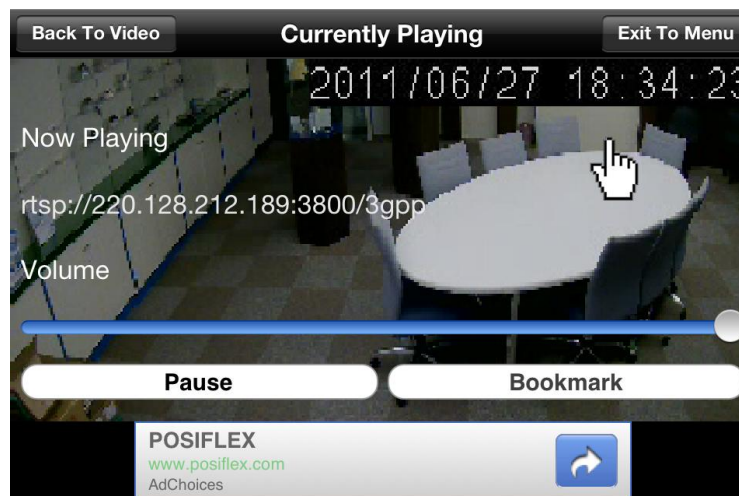 Back To Video
Currently Playing
Exit To Menu
2011/06/27 18:34:23
Now Playing
rtsp://220.128.212.189:3800/3gpp
Volume
Pause
Bookmark
POSIFLEX
www.posiflex.com
AdChoices